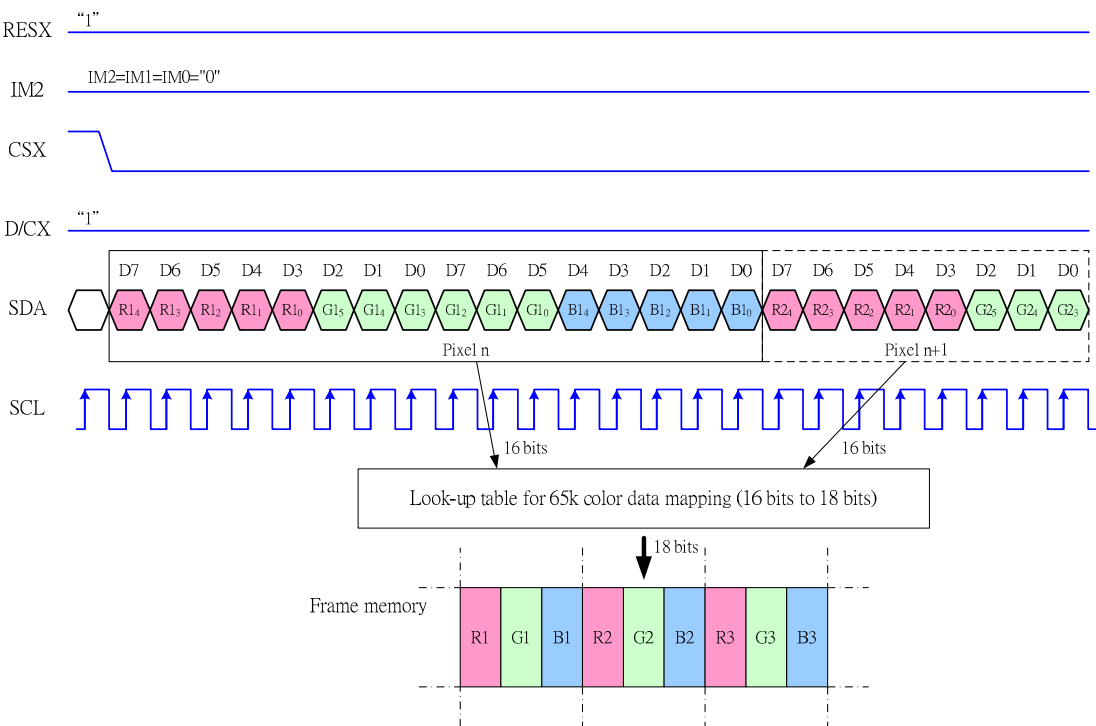 RESX "1"
IM2 IM2=IM1=IM0="0"
CSX
D/CX "1"
D7 D6 D5 D4 D3 D2 D1 D0 D7 D6 D5 D4 D3 D2 D1 D0 D7 D6 D5 D4 D3 D2 D1 D0
SDA R1₄ R1₃ R1₂ R1₁ R1₀ G1₅ G1₄ G1₃ G1₂ G1₁ G1₀ B1₄ B1₃ B1₂ B1₁ B1₀ R2₄ R2₃ R2₂ R2₁ R2₀ G2₅ G2₄ G2₃
Pixel n Pixel n+1
SCL
16 bits 16 bits
Look-up table for 65k color data mapping (16 bits to 18 bits)
18 bits
Frame memory
R1 G1 B1 R2 G2 B2 R3 G3 B3